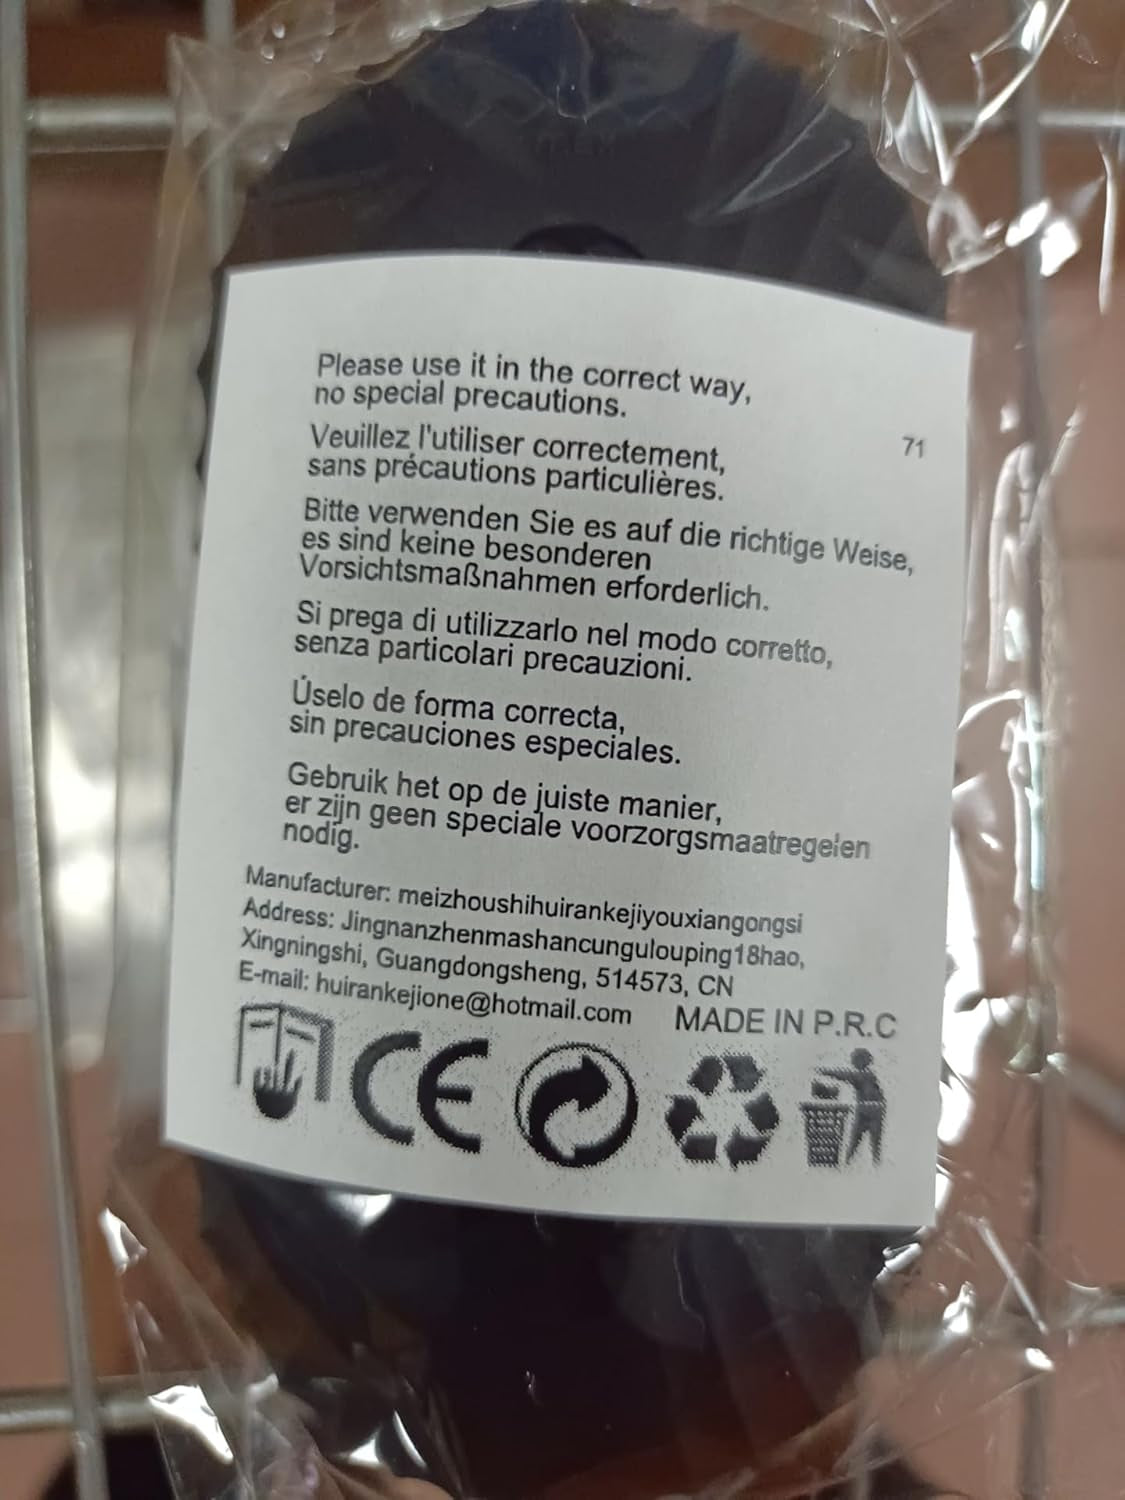 Please use it in the correct way,
no special precautions.
71
Veuillez l'utiliser correctement,
sans précautions particulières.
Bitte verwenden Sie es auf die richtige Weise,
es sind keine besonderen
Vorsichtsmaßnahmen erforderlich.
Si prega di utilizzarlo nel modo corretto,
senza particolari precauzioni.
Úselo de forma correcta,
sin precauciones especiales.
Gebruik het op de juiste manier,
er zijn geen speciale voorzorgsmaatregelen
nodig.
Manufacturer: meizhoushihuirankejiyouxiangongsi
Address: Jingnanzhenmashancungulouping18hao,
Xingningshi, Guangdongsheng, 514573, CN
E-mail: huirankejione@hotmail.com
MADE IN P.R.C
CE